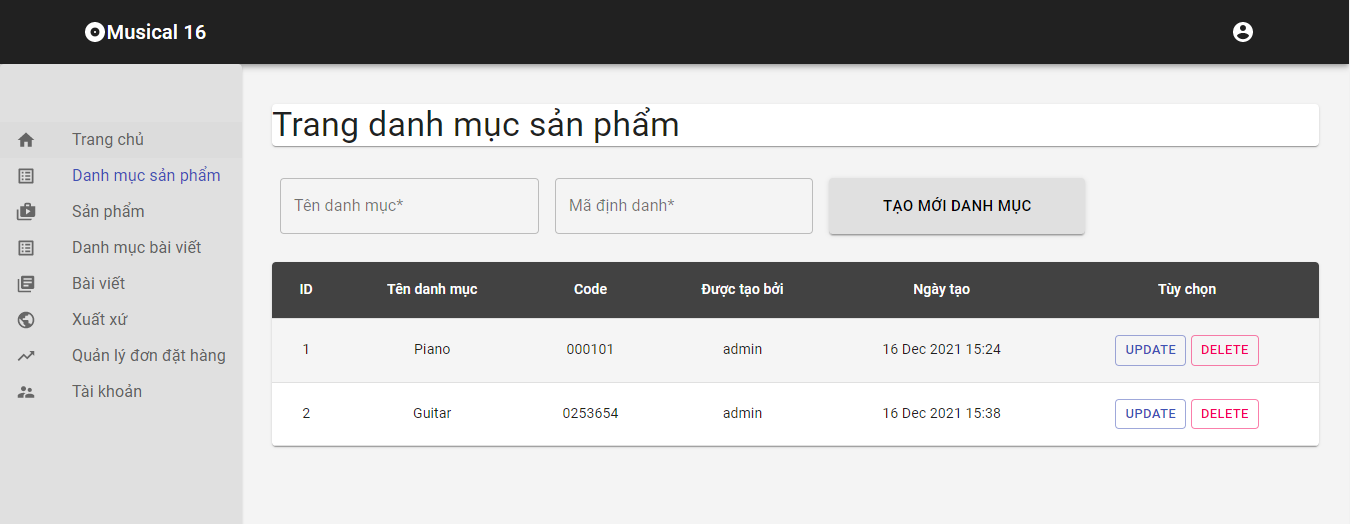 Musical 16
Trang chủ
Danh mục sản phẩm
Sản phẩm
Danh mục bài viết
Bài viết
Xuất xứ
Quản lý đơn đặt hàng
Tài khoản
Trang danh mục sản phẩm
Tên danh mục* Mã định danh* TẠO MỚI DANH MỤC
ID Tên danh mục Code Được tạo bởi Ngày tạo Tùy chọn
1 Piano 000101 admin 16 Dec 2021 15:24 UPDATE DELETE
2 Guitar 0253654 admin 16 Dec 2021 15:38 UPDATE DELETE